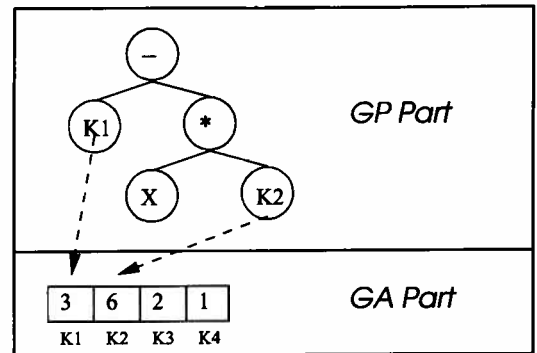 −
K1 * GP Part
X K2
3 6 2 1 GA Part
K1 K2 K3 K4